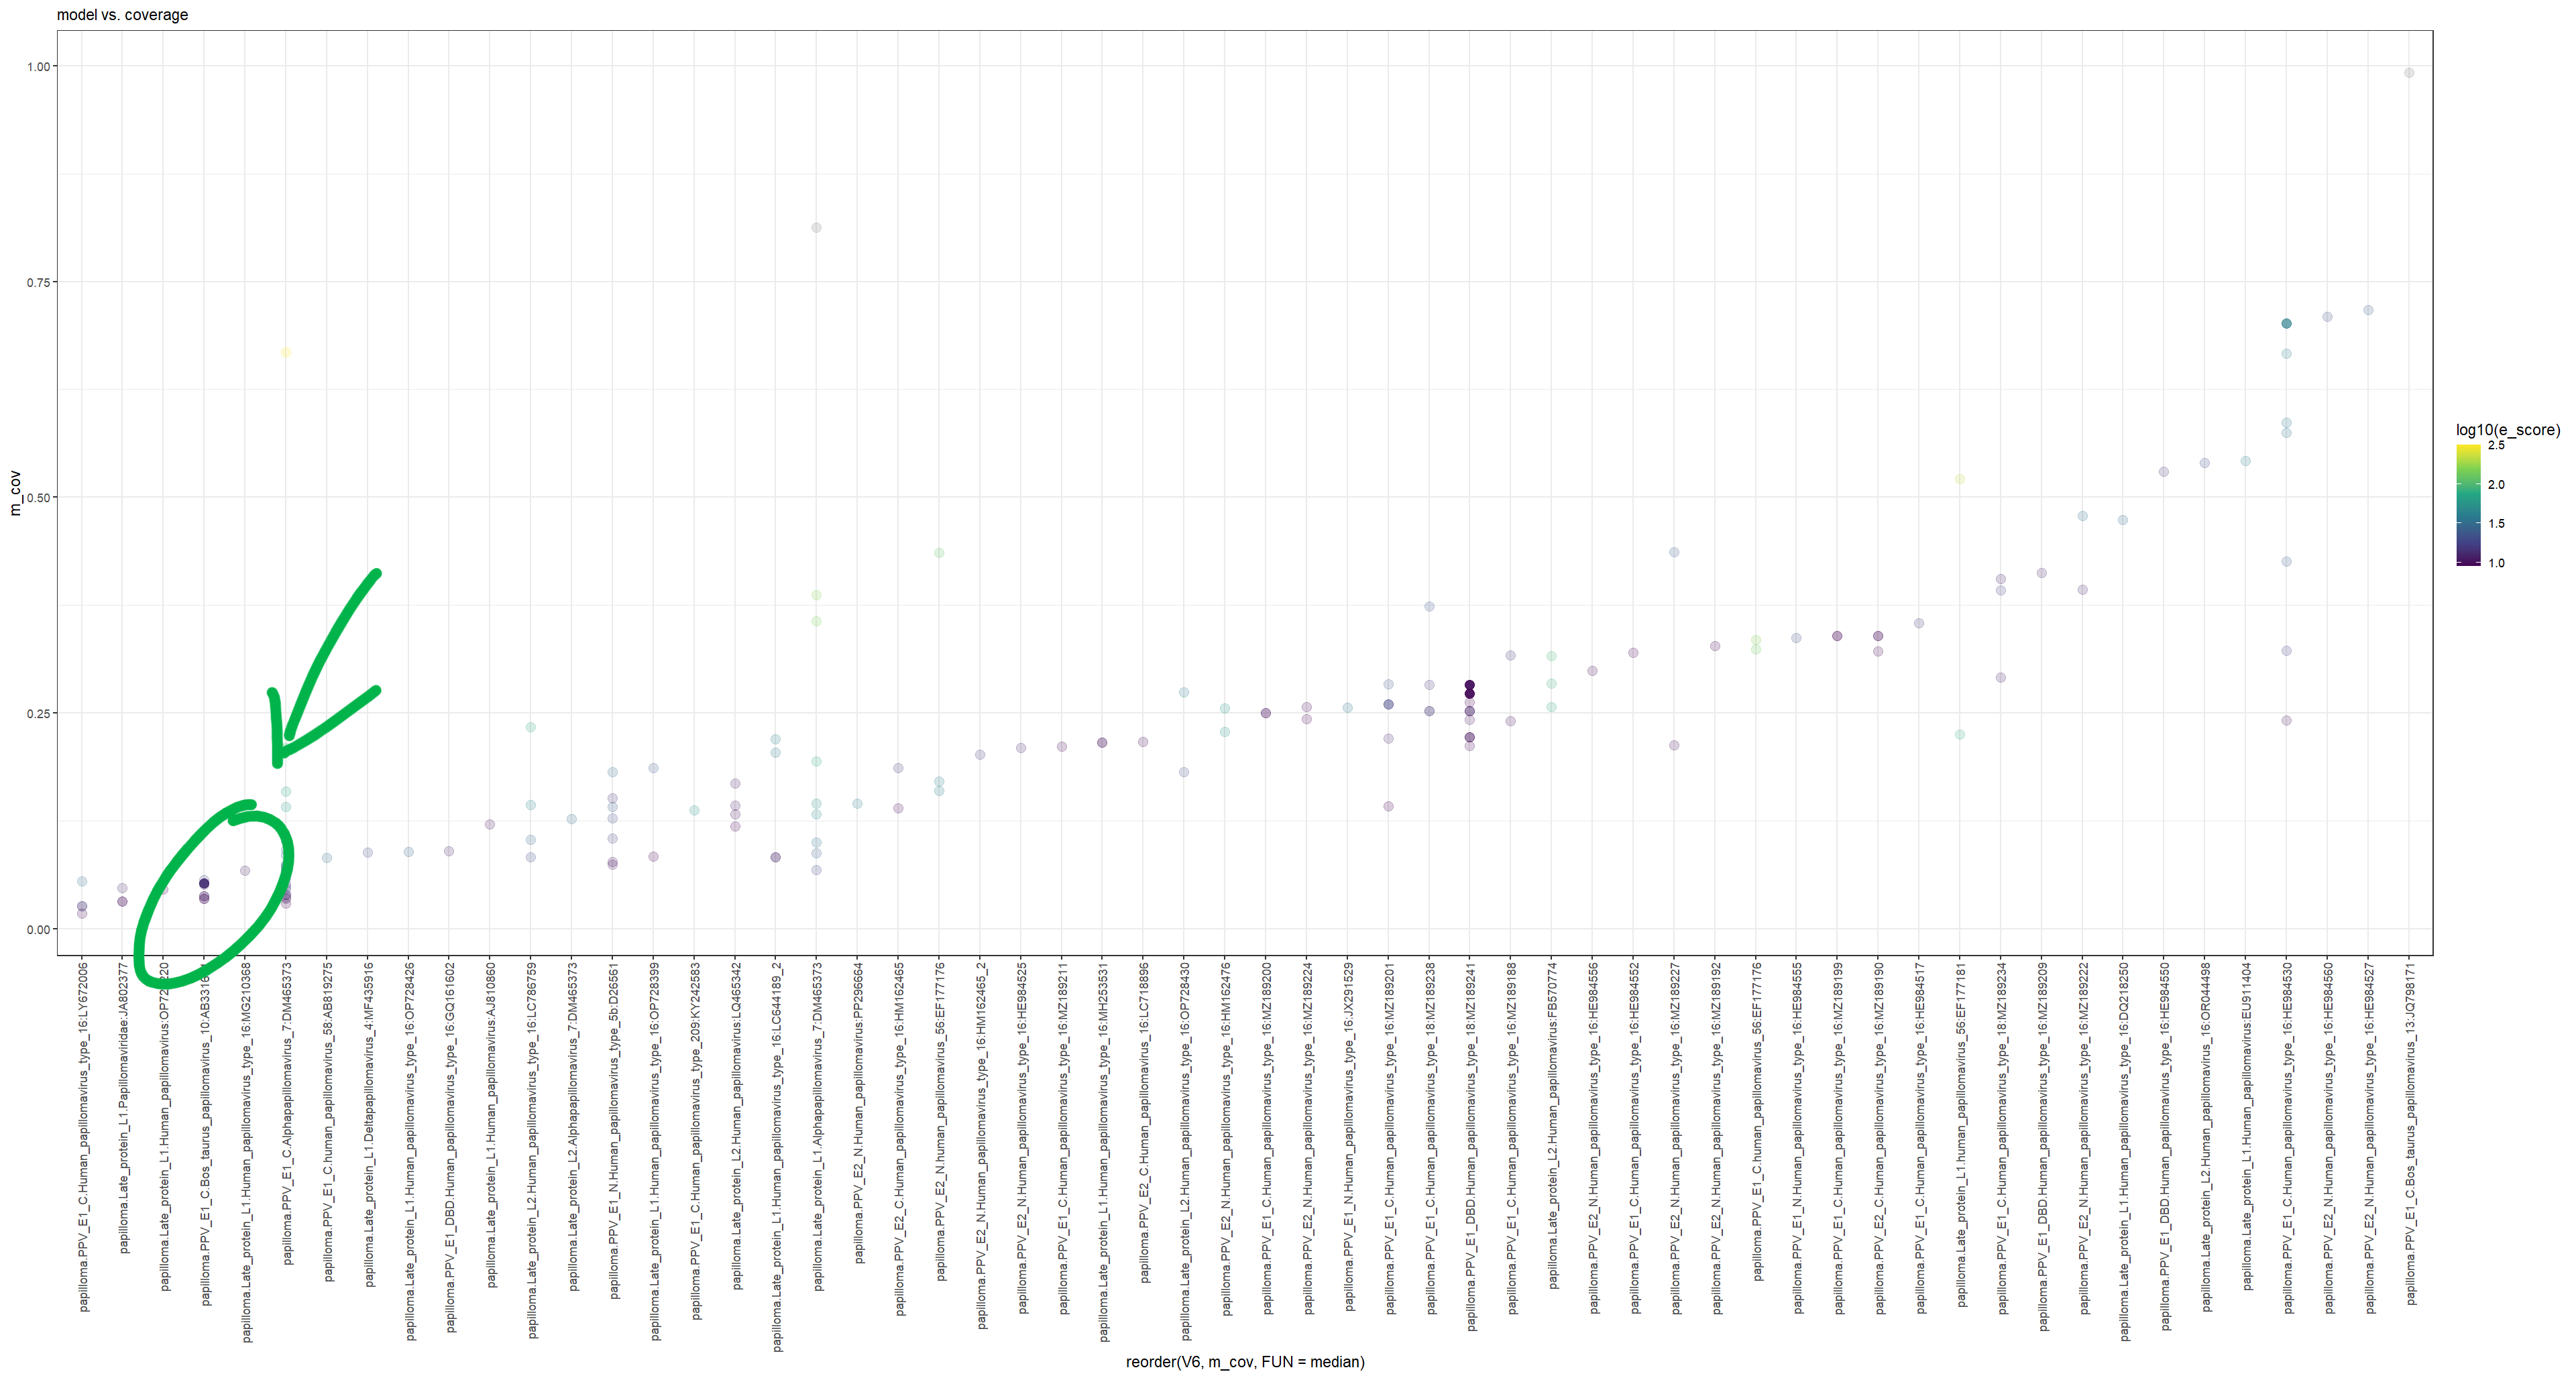 model vs. coverage
1.00
0.75
0.50
0.25
0.00
m_cov
log10(e_score)
2.5
2.0
1.5
1.0
papilloma.PPV_E1_C.Human_papillomavirus_type_16:LY672006
papilloma.Late_protein_L1.Papillomaviridae:JA802377
papilloma.Late_protein_L1.Human_papillomavirus:OP72 220
papilloma.PPV_E1_C.Bos_taurus_papillomavirus_10:AB3316
papilloma.Late_protein_L1.Human_papillomavirus_type_16:MG210368
papilloma.PPV_E1_C.Alphapapillomavirus_7:DM465373
papilloma.PPV_E1_C.human_papillomavirus_58:AB819275
papilloma.Late_protein_L1.Deltapapillomavirus_4:MF435916
papilloma.Late_protein_L1.Human_papillomavirus_type_16:OP728426
papilloma.PPV_E1_DBD.Human_papillomavirus_type_16:GQ161602
papilloma.Late_protein_L1.Human_papillomavirus:AJ810860
papilloma.Late_protein_L2.Human_papillomavirus_type_16:LC786759
papilloma.Late_protein_L2.Alphapapillomavirus_7:DM465373
papilloma.PPV_E1_N.Human_papillomavirus_type_5b:D26561
papilloma.Late_protein_L1.Human_papillomavirus_type_16:OP728399
papilloma.PPV_E1_C.Human_papillomavirus_type_209:KY242583
papilloma.Late_protein_L2.Human_papillomavirus:LQ465342
papilloma.Late_protein_L1.Human_papillomavirus_type_16:LC644189_2
papilloma.Late_protein_L1.Alphapapillomavirus_7:DM465373
papilloma.PPV_E2_N.Human_papillomavirus:PP296664
papilloma.PPV_E2_C.Human_papillomavirus_type_16:HM162465
papilloma.PPV_E2_N.human_papillomavirus_56:EF177176
papilloma.PPV_E2_N.Human_papillomavirus_type_16:HM162465_2
papilloma.PPV_E2_N.Human_papillomavirus_type_16:HE984525
papilloma.PPV_E1_C.Human_papillomavirus_type_16:MZ189211
papilloma.Late_protein_L1.Human_papillomavirus_type_16:MH253531
papilloma.PPV_E2_C.Human_papillomavirus_16:LC718896
papilloma.Late_protein_L2.Human_papillomavirus_type_16:OP728430
papilloma.PPV_E2_N.Human_papillomavirus_type_16:HM162476
papilloma.PPV_E1_C.Human_papillomavirus_type_16:MZ189200
papilloma.PPV_E2_N.Human_papillomavirus_type_16:MZ189224
papilloma.PPV_E1_N.Human_papillomavirus_type_16:JX291529
papilloma.PPV_E1_C.Human_papillomavirus_type_16:MZ189201
papilloma.PPV_E1_C.Human_papillomavirus_type_18:MZ189238
papilloma.PPV_E1_DBD.Human_papillomavirus_type_18:MZ189241
papilloma.PPV_E1_C.Human_papillomavirus_type_16:MZ189188
papilloma.Late_protein_L2.Human_papillomavirus:FB570774
papilloma.PPV_E2_N.Human_papillomavirus_type_16:HE984556
papilloma.PPV_E1_C.Human_papillomavirus_type_16:HE984552
papilloma.PPV_E2_N.Human_papillomavirus_type_16:MZ189227
papilloma.PPV_E2_N.Human_papillomavirus_type_16:MZ189192
papilloma.PPV_E1_C.human_papillomavirus_56:EF177176
papilloma.PPV_E1_N.Human_papillomavirus_type_16:HE984555
papilloma.PPV_E1_C.Human_papillomavirus_type_16:MZ189199
papilloma.PPV_E2_C.Human_papillomavirus_type_16:MZ189190
papilloma.PPV_E1_C.Human_papillomavirus_type_16:HE984517
papilloma.Late_protein_L1.human_papillomavirus_56:EF177181
papilloma.PPV_E1_C.Human_papillomavirus_type_18:MZ189234
papilloma.PPV_E1_DBD.Human_papillomavirus_type_16:MZ189209
papilloma.PPV_E2_N.Human_papillomavirus_type_16:MZ189222
papilloma.Late_protein_L1.Human_papillomavirus_type_16:DQ218250
papilloma.PPV_E1_DBD.Human_papillomavirus_type_16:HE984550
papilloma.Late_protein_L2.Human_papillomavirus_16:OR044498
papilloma.Late_protein_L1.Human_papillomavirus:EU911404
papilloma.PPV_E1_C.Human_papillomavirus_type_16:HE984530
papilloma.PPV_E2_N.Human_papillomavirus_type_16:HE984560
papilloma.PPV_E2_N.Human_papillomavirus_type_16:HE984527
papilloma.PPV_E1_C.Bos_taurus_papillomavirus_13:JQ798171
reorder(V6, m_cov, FUN = median)